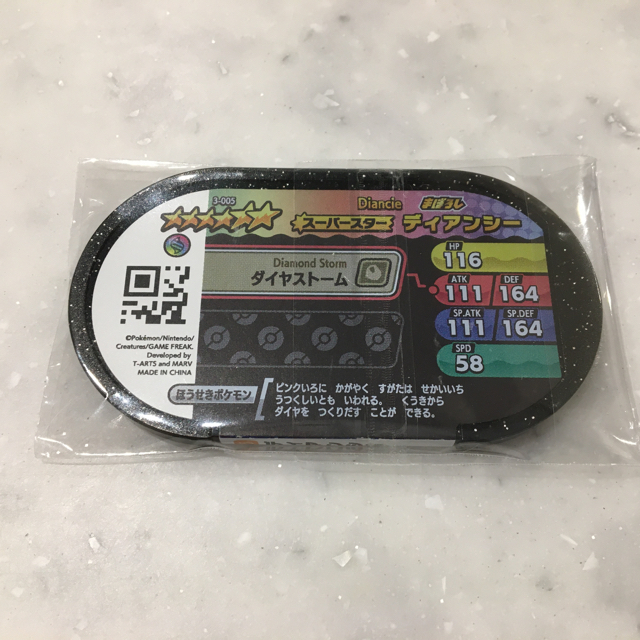 3-005
Diancie
まぼろし
スーパースター
ディアンシー
Diamond Storm
ダイヤストーム
HP
116
ATK
111
DEF
164
SP.ATK
111
SP.DEF
164
SPD
58
©Pokémon/Nintendo/
Creatures/GAME FREAK.
Developed by
T-ARTS and MARV
MADE IN CHINA
ほうせきポケモン
ピンクいろに かがやく すがたは せかいいち
うつくしいとも いわれる。 くうきから
ダイヤを つくりだす ことが できる。